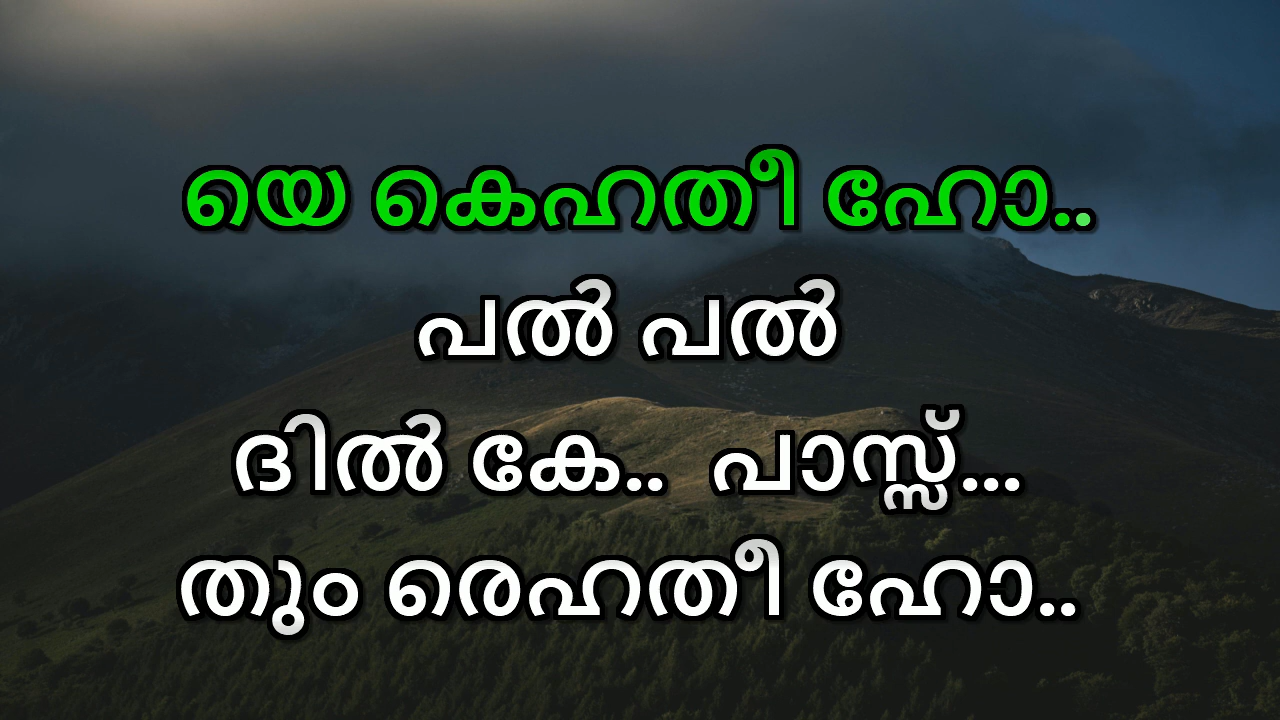 യെ കെഹതീ ഹോ..
പൽ പൽ
ദിൽ കേ.. പാസ്സ്...
തും രെഹതീ ഹോ..